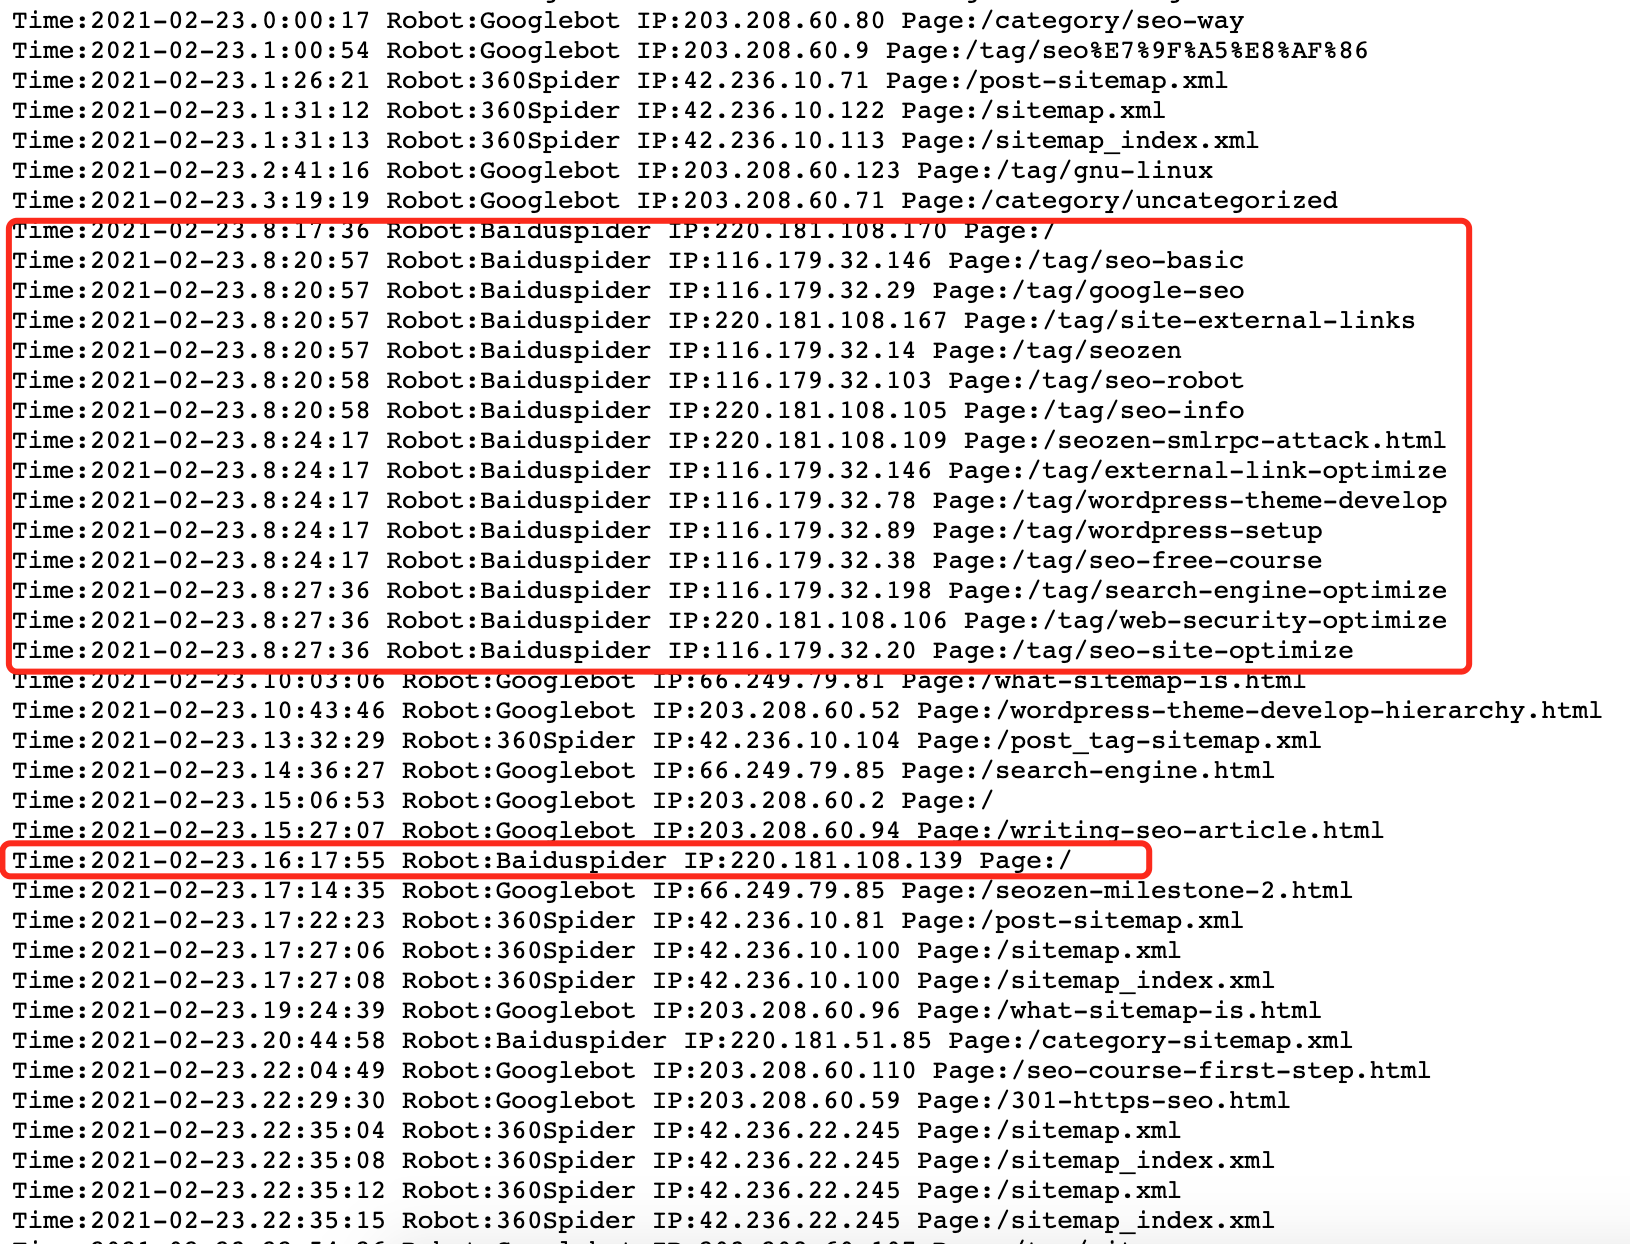 Time:2021-02-23.0:00:17 Robot:Googlebot IP:203.208.60.80 Page:/category/seo-way
Time:2021-02-23.1:00:54 Robot:Googlebot IP:203.208.60.9 Page:/tag/seo%E7%9F%A5%E8%AF%86
Time:2021-02-23.1:26:21 Robot:360Spider IP:42.236.10.71 Page:/post-sitemap.xml
Time:2021-02-23.1:31:12 Robot:360Spider IP:42.236.10.122 Page:/sitemap.xml
Time:2021-02-23.1:31:13 Robot:360Spider IP:42.236.10.113 Page:/sitemap_index.xml
Time:2021-02-23.2:41:16 Robot:Googlebot IP:203.208.60.123 Page:/tag/gnu-linux
Time:2021-02-23.3:19:19 Robot:Googlebot IP:203.208.60.71 Page:/category/uncategorized
Time:2021-02-23.8:17:36 Robot:Baiduspider IP:220.181.108.170 Page:/
Time:2021-02-23.8:20:57 Robot:Baiduspider IP:116.179.32.146 Page:/tag/seo-basic
Time:2021-02-23.8:20:57 Robot:Baiduspider IP:116.179.32.29 Page:/tag/google-seo
Time:2021-02-23.8:20:57 Robot:Baiduspider IP:220.181.108.167 Page:/tag/site-external-links
Time:2021-02-23.8:20:57 Robot:Baiduspider IP:116.179.32.14 Page:/tag/seozen
Time:2021-02-23.8:20:58 Robot:Baiduspider IP:116.179.32.103 Page:/tag/seo-robot
Time:2021-02-23.8:20:58 Robot:Baiduspider IP:220.181.108.105 Page:/tag/seo-info
Time:2021-02-23.8:24:17 Robot:Baiduspider IP:220.181.108.109 Page:/seozen-smlrpc-attack.html
Time:2021-02-23.8:24:17 Robot:Baiduspider IP:116.179.32.146 Page:/tag/external-link-optimize
Time:2021-02-23.8:24:17 Robot:Baiduspider IP:116.179.32.78 Page:/tag/wordpress-theme-develop
Time:2021-02-23.8:24:17 Robot:Baiduspider IP:116.179.32.89 Page:/tag/wordpress-setup
Time:2021-02-23.8:24:17 Robot:Baiduspider IP:116.179.32.38 Page:/tag/seo-free-course
Time:2021-02-23.8:27:36 Robot:Baiduspider IP:116.179.32.198 Page:/tag/search-engine-optimize
Time:2021-02-23.8:27:36 Robot:Baiduspider IP:220.181.108.106 Page:/tag/web-security-optimize
Time:2021-02-23.8:27:36 Robot:Baiduspider IP:116.179.32.20 Page:/tag/seo-site-optimize
Time:2021-02-23.10:03:06 Robot:Googlebot IP:66.249.79.81 Page:/what-sitemap-is.html
Time:2021-02-23.10:43:46 Robot:Googlebot IP:203.208.60.52 Page:/wordpress-theme-develop-hierarchy.html
Time:2021-02-23.13:32:29 Robot:360Spider IP:42.236.10.104 Page:/post_tag-sitemap.xml
Time:2021-02-23.14:36:27 Robot:Googlebot IP:66.249.79.85 Page:/search-engine.html
Time:2021-02-23.15:06:53 Robot:Googlebot IP:203.208.60.2 Page:/
Time:2021-02-23.15:27:07 Robot:Googlebot IP:203.208.60.94 Page:/writing-seo-article.html
Time:2021-02-23.16:17:55 Robot:Baiduspider IP:220.181.108.139 Page:/
Time:2021-02-23.17:14:35 Robot:Googlebot IP:66.249.79.85 Page:/seozen-milestone-2.html
Time:2021-02-23.17:22:23 Robot:360Spider IP:42.236.10.81 Page:/post-sitemap.xml
Time:2021-02-23.17:27:06 Robot:360Spider IP:42.236.10.100 Page:/sitemap.xml
Time:2021-02-23.17:27:08 Robot:360Spider IP:42.236.10.100 Page:/sitemap_index.xml
Time:2021-02-23.19:24:39 Robot:Googlebot IP:203.208.60.96 Page:/what-sitemap-is.html
Time:2021-02-23.20:44:58 Robot:Baiduspider IP:220.181.51.85 Page:/category-sitemap.xml
Time:2021-02-23.22:04:49 Robot:Googlebot IP:203.208.60.110 Page:/seo-course-first-step.html
Time:2021-02-23.22:29:30 Robot:Googlebot IP:203.208.60.59 Page:/301-https-seo.html
Time:2021-02-23.22:35:04 Robot:360Spider IP:42.236.22.245 Page:/sitemap.xml
Time:2021-02-23.22:35:08 Robot:360Spider IP:42.236.22.245 Page:/sitemap_index.xml
Time:2021-02-23.22:35:12 Robot:360Spider IP:42.236.22.245 Page:/sitemap.xml
Time:2021-02-23.22:35:15 Robot:360Spider IP:42.236.22.245 Page:/sitemap_index.xml